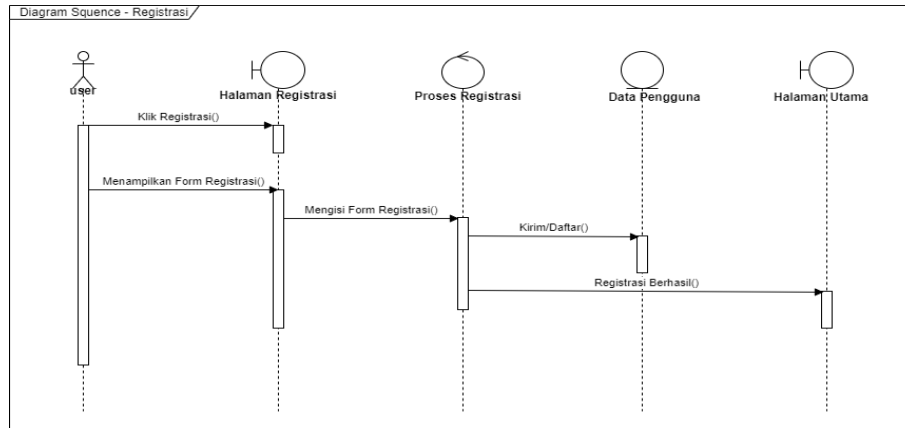 Diagram Squence - Registrasi
user
Halaman Registrasi
Proses Registrasi
Data Pengguna
Halaman Utama
Klik Registrasi()
Menampilkan Form Registrasi()
Mengisi Form Registrasi()
Kirim/Daftar()
Registrasi Berhasil()